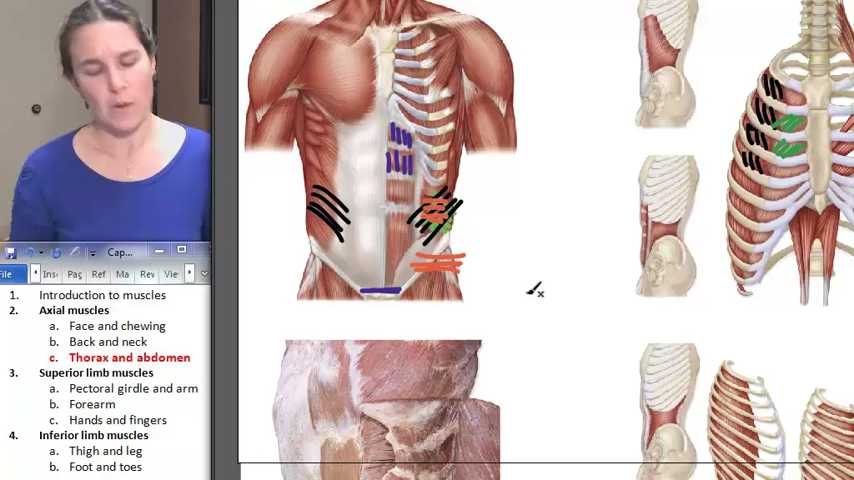 Cap...
File
Ins
Pag
Ref
Ma
Rev
Viev
1. Introduction to muscles
2. Axial muscles
a. Face and chewing
b. Back and neck
c. Thorax and abdomen
3. Superior limb muscles
a. Pectoral girdle and arm
b. Forearm
c. Hands and fingers
4. Inferior limb muscles
a. Thigh and leg
b. Foot and toes